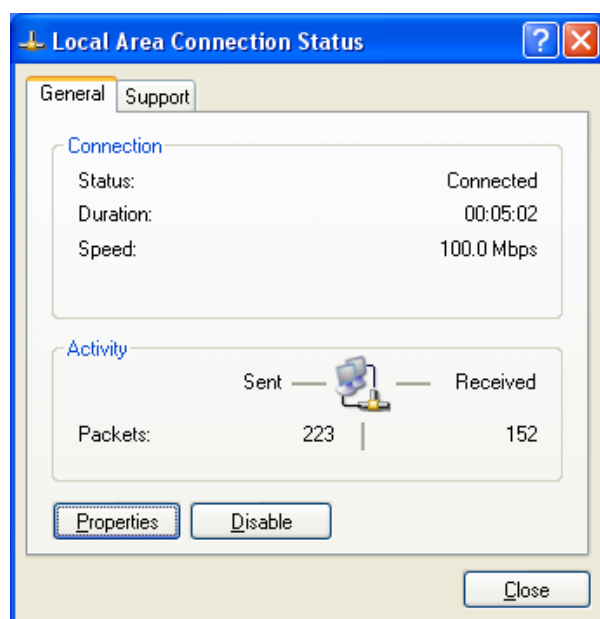 Local Area Connection Status
General Support
Connection
Status: Connected
Duration: 00:05:02
Speed: 100.0 Mbps
Activity
Sent Received
Packets: 223 152
Properties Disable
Close